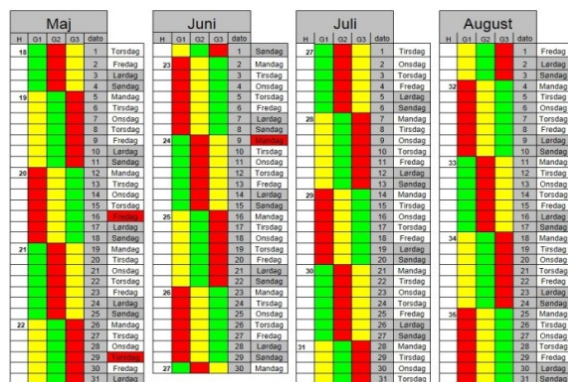 Maj Juni Juli August
H G1 G2 G3 dato H G1 G2 G3 dato H G1 G2 G3 dato H G1 G2 G3 dato
18 1 Torsdag 1 Søndag 27 1 Tirsdag 1 Fredag
2 Fredag 23 2 Mandag 2 Onsdag 2 Lørdag
3 Lørdag 3 Tirsdag 3 Torsdag 3 Søndag
4 Søndag 4 Onsdag 4 Fredag 32 4 Mandag
19 5 Mandag 5 Torsdag 5 Lørdag 5 Tirsdag
6 Tirsdag 6 Fredag 6 Søndag 6 Onsdag
7 Onsdag 7 Lørdag 28 7 Mandag 7 Torsdag
8 Torsdag 8 Søndag 8 Tirsdag 8 Fredag
9 Fredag 24 9 Mandag 9 Onsdag 9 Lørdag
10 Lørdag 10 Tirsdag 10 Torsdag 10 Søndag
11 Søndag 11 Onsdag 11 Fredag 33 11 Mandag
20 12 Mandag 12 Torsdag 12 Lørdag 12 Tirsdag
13 Tirsdag 13 Fredag 13 Søndag 13 Onsdag
14 Onsdag 14 Lørdag 29 14 Mandag 14 Torsdag
15 Torsdag 15 Søndag 15 Tirsdag 15 Fredag
16 Fredag 25 16 Mandag 16 Onsdag 16 Lørdag
17 Lørdag 17 Tirsdag 17 Torsdag 17 Søndag
18 Søndag 18 Onsdag 18 Fredag 34 18 Mandag
21 19 Mandag 19 Torsdag 19 Lørdag 19 Tirsdag
20 Tirsdag 20 Fredag 20 Søndag 20 Onsdag
21 Onsdag 21 Lørdag 30 21 Mandag 21 Torsdag
22 Torsdag 22 Søndag 22 Tirsdag 22 Fredag
23 Fredag 26 23 Mandag 23 Onsdag 23 Lørdag
24 Lørdag 24 Tirsdag 24 Torsdag 24 Søndag
25 Søndag 25 Onsdag 25 Fredag 35 25 Mandag
22 26 Mandag 26 Torsdag 26 Lørdag 26 Tirsdag
27 Tirsdag 27 Fredag 27 Søndag 27 Onsdag
28 Onsdag 28 Lørdag 31 28 Mandag 28 Torsdag
29 Torsdag 29 Søndag 29 Tirsdag 29 Fredag
30 Fredag 27 30 Mandag 30 Onsdag 30 Lørdag
31 Lørdag 31 Torsdag 31 Søndag